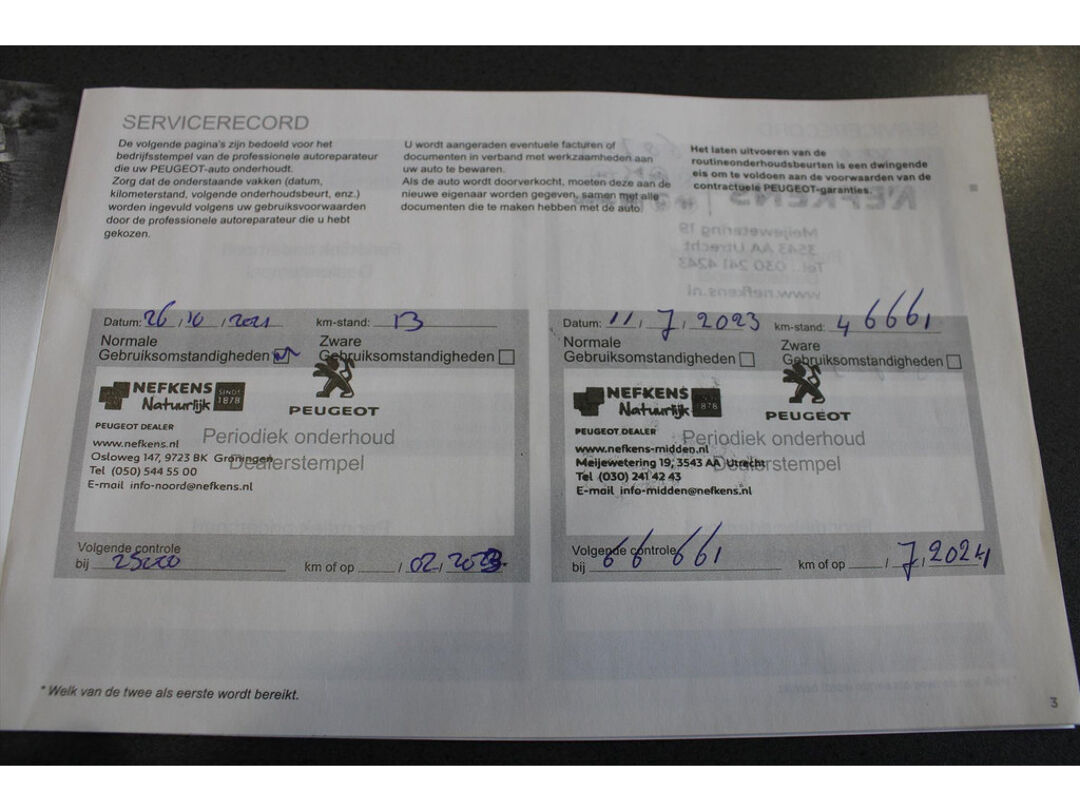 SERVICERECORD
De volgende pagina's zijn bedoeld voor het
bedrijfsstempel van de professionele autoreparateur
die uw PEUGEOT-auto onderhoudt.
Zorg dat de onderstaande vakken (datum,
kilometerstand, volgende onderhoudsbeurt, enz.)
worden ingevuld volgens uw gebruiksvoorwaarden
door de professionele autoreparateur die u hebt
gekozen.
U wordt aangeraden eventuele facturen of
documenten in verband met werkzaamheden aan
uw auto te bewaren.
Als de auto wordt doorverkocht, moeten deze aan de
nieuwe eigenaar worden gegeven, samen met alle
documenten die te maken hebben met de auto.
Het laten uitvoeren van de
routineonderhoudsbeurten is een dwingende
eis om te voldoen aan de voorwaarden van de
contractuele PEUGEOT-garanties.
Datum: 26 / 10 / 2021 km-stand: 13
Normale
Gebruiksomstandigheden
Zware
Gebruiksomstandigheden
NEFKENS
Natuurlijk
SINDS
1878
PEUGEOT
PEUGEOT DEALER
www.nefkens.nl
Osloweg 147, 9723 BK Groningen
Tel (050) 544 55 00
E-mail info-noord@nefkens.nl
Periodiek onderhoud
Dealerstempel
Volgende controle
bij 25000 km of op / 02 / 2023
Datum: 11 / 7 / 2023 km-stand: 46661
Normale
Gebruiksomstandigheden
Zware
Gebruiksomstandigheden
NEFKENS
Natuurlijk
1878
PEUGEOT
PEUGEOT DEALER
www.nefkens-midden.nl
Meijewetering 19, 3543 AA Utrecht
Tel (030) 241 42 43
E-mail info-midden@nefkens.nl
Periodiek onderhoud
Dealerstempel
Volgende controle
bij 66661 km of op / 7 / 2024
* Welk van de twee als eerste wordt bereikt.
3